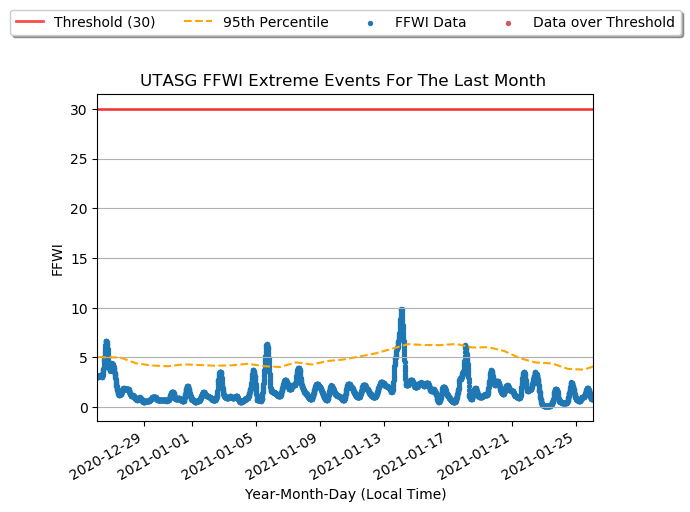 Threshold (30) 95th Percentile FFWI Data Data over Threshold
UTASG FFWI Extreme Events For The Last Month
30
25
20
15
10
5
0
FFWI
2020-12-29 2021-01-01 2021-01-05 2021-01-09 2021-01-13 2021-01-17 2021-01-21 2021-01-25
Year-Month-Day (Local Time)